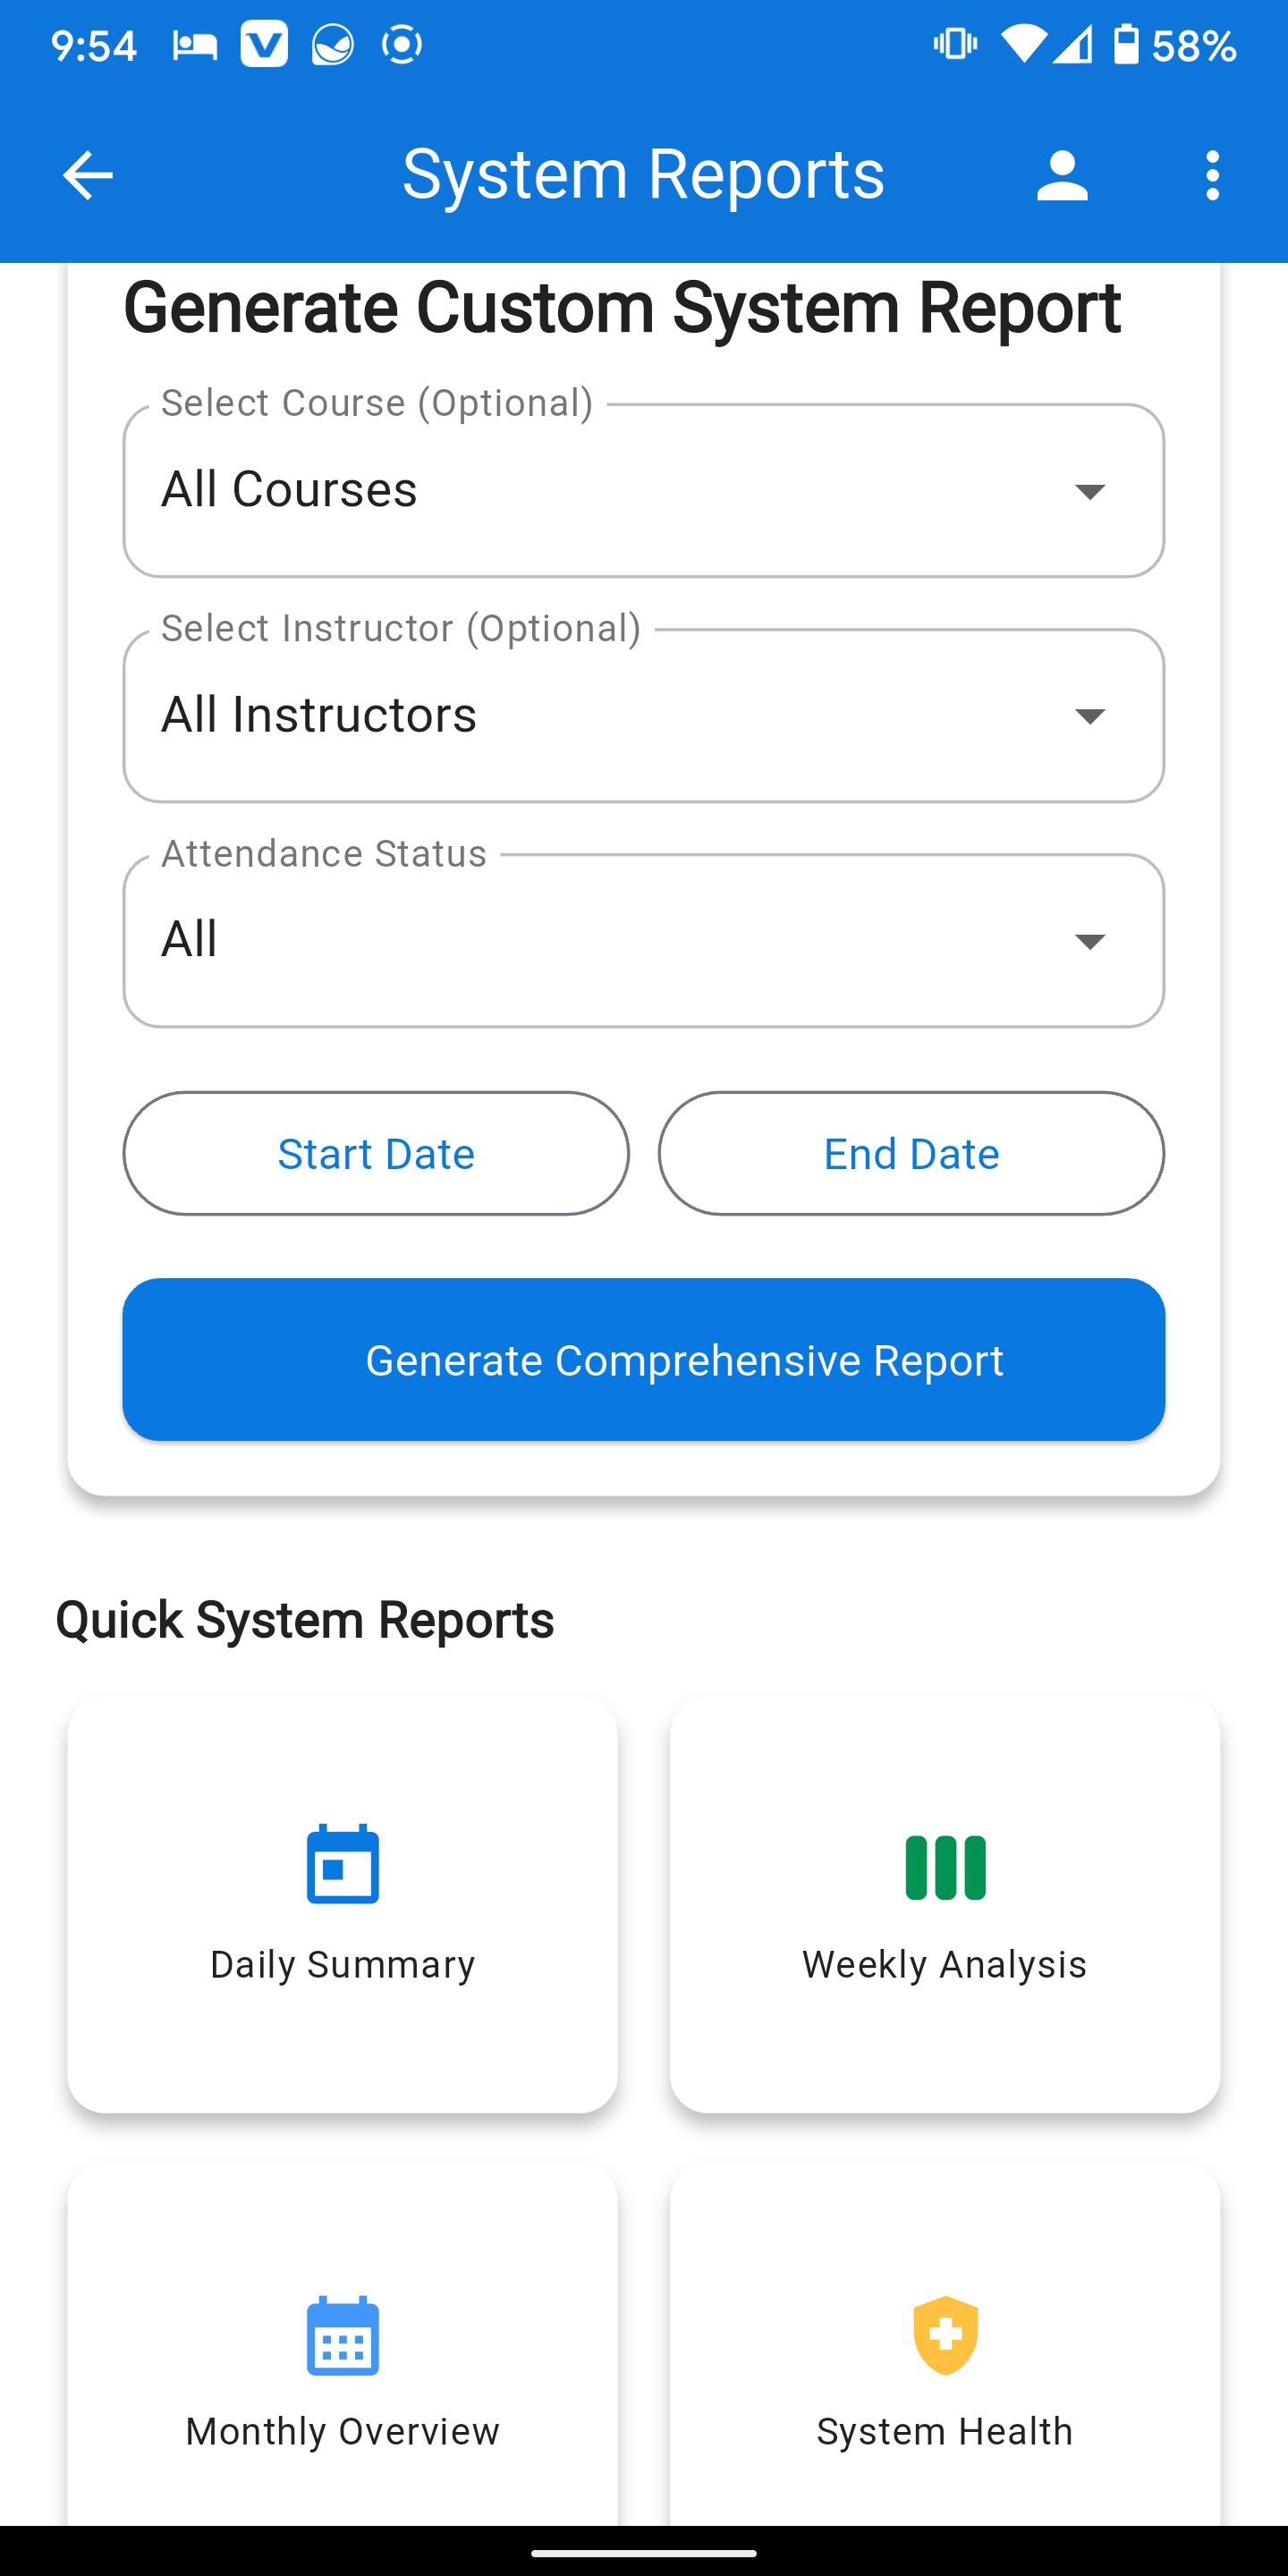 9:54
58%
System Reports
Generate Custom System Report
Select Course (Optional)
All Courses
Select Instructor (Optional)
All Instructors
Attendance Status
All
Start Date
End Date
Generate Comprehensive Report
Quick System Reports
Daily Summary
Weekly Analysis
Monthly Overview
System Health